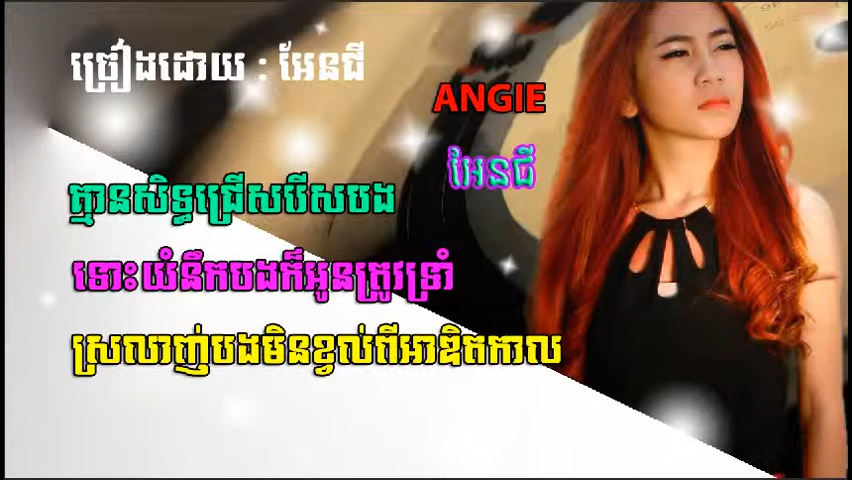 ច្រៀងដោយ : អែនជី
ANGIE
អែនជី
គ្មានសិទ្ធជ្រើសបើសបង
ទោះយំនឹកបងក៏អូនត្រូវទ្រាំ
ស្រលាញ់បងមិនខ្វល់ពីអាឌិតកាល